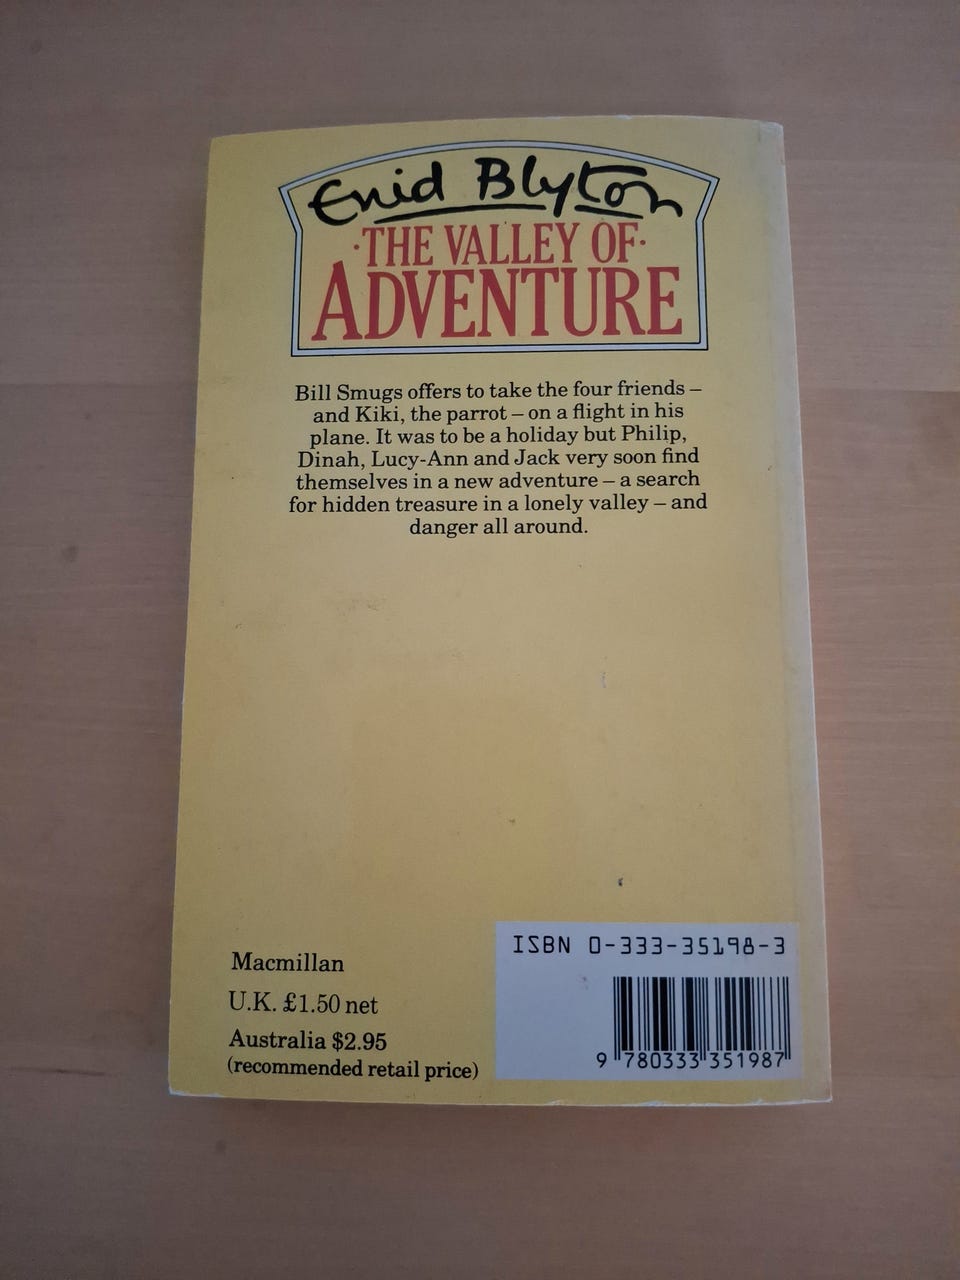 Enid Blyton
·THE VALLEY OF·
ADVENTURE
Bill Smugs offers to take the four friends –
and Kiki, the parrot – on a flight in his
plane. It was to be a holiday but Philip,
Dinah, Lucy-Ann and Jack very soon find
themselves in a new adventure – a search
for hidden treasure in a lonely valley – and
danger all around.
Macmillan
U.K. £1.50 net
Australia $2.95
(recommended retail price)
ISBN 0-333-35198-3
9 780333 351987